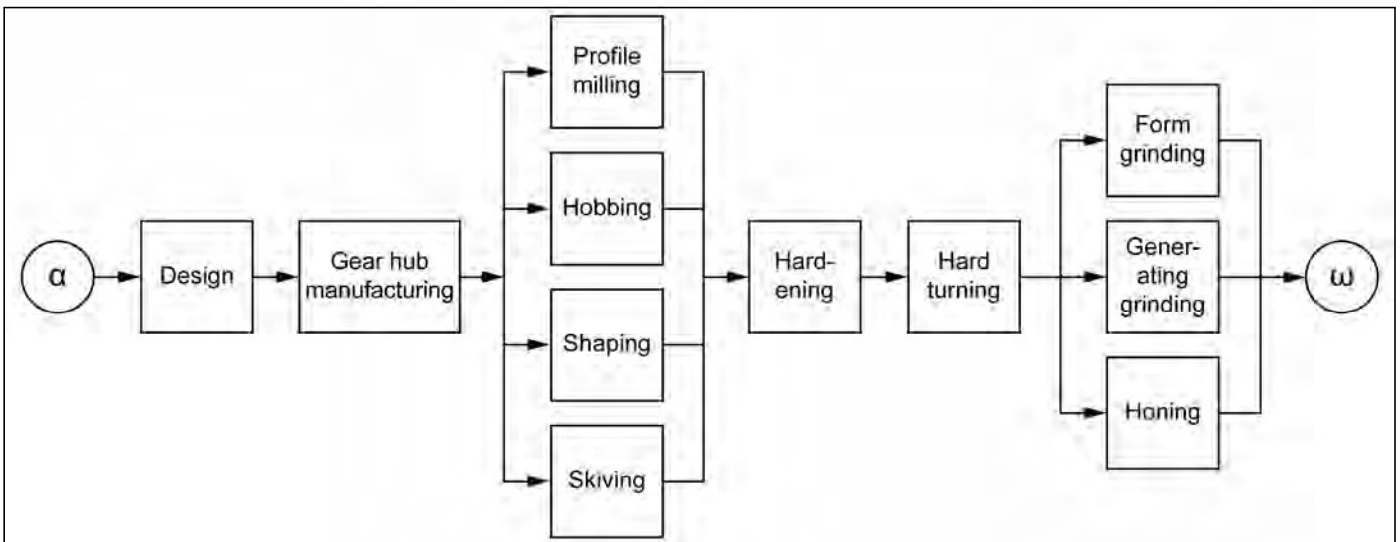 α
Design
Gear hub
manufacturing
Profile
milling
Hobbing
Shaping
Skiving
Hard-
ening
Hard
turning
Form
grinding
Gener-
ating
grinding
Honing
ω